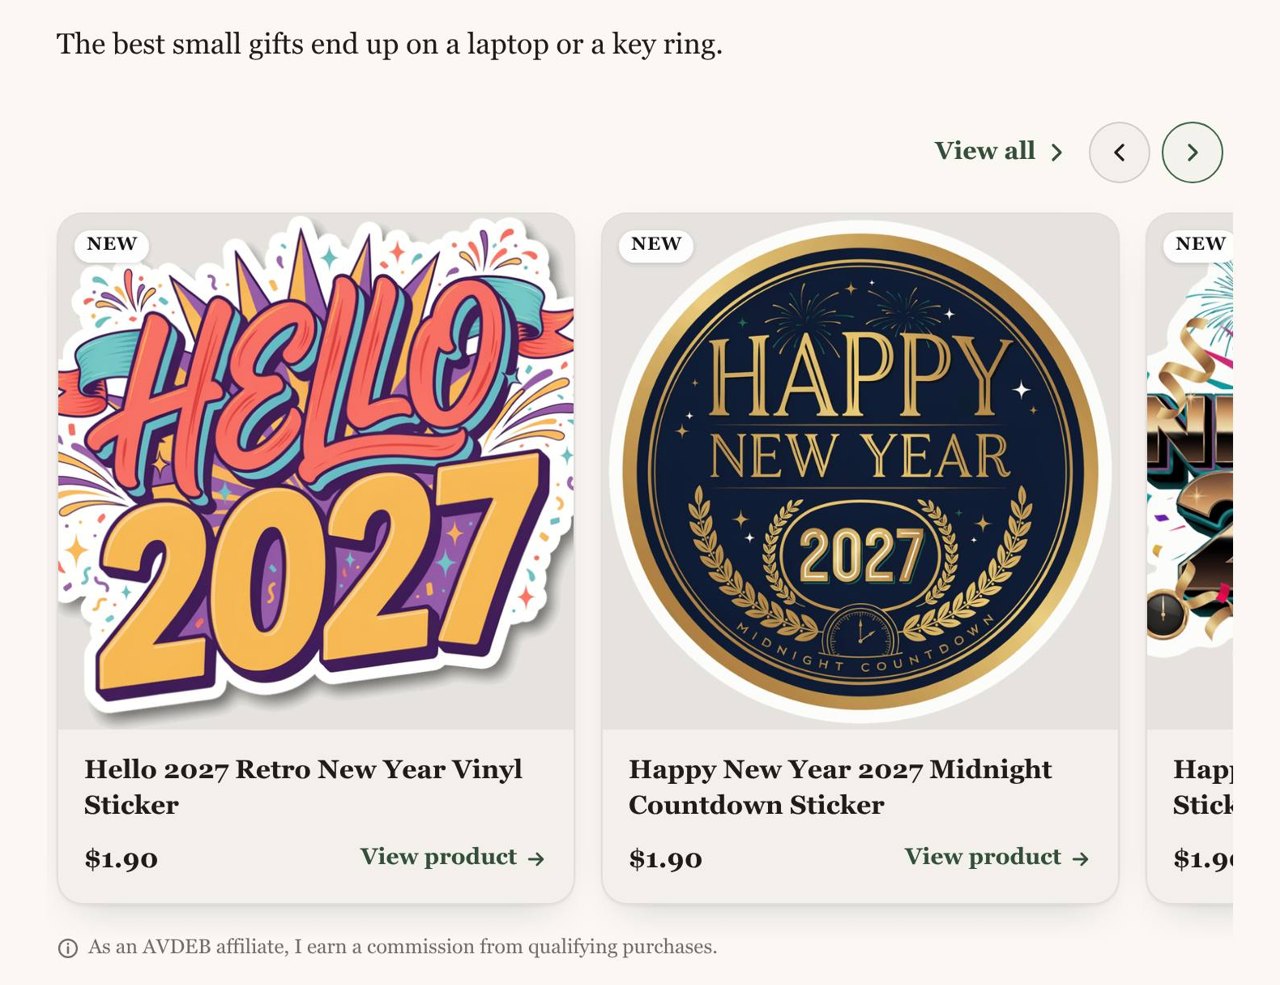 The best small gifts end up on a laptop or a key ring.
View all
NEW
HELLO
2027
Hello 2027 Retro New Year Vinyl
Sticker
$1.90
View product
NEW
HAPPY
NEW YEAR
2027
MIDNIGHT COUNTDOWN
Happy New Year 2027 Midnight
Countdown Sticker
$1.90
View product
NEW
As an AVDEB affiliate, I earn a commission from qualifying purchases.